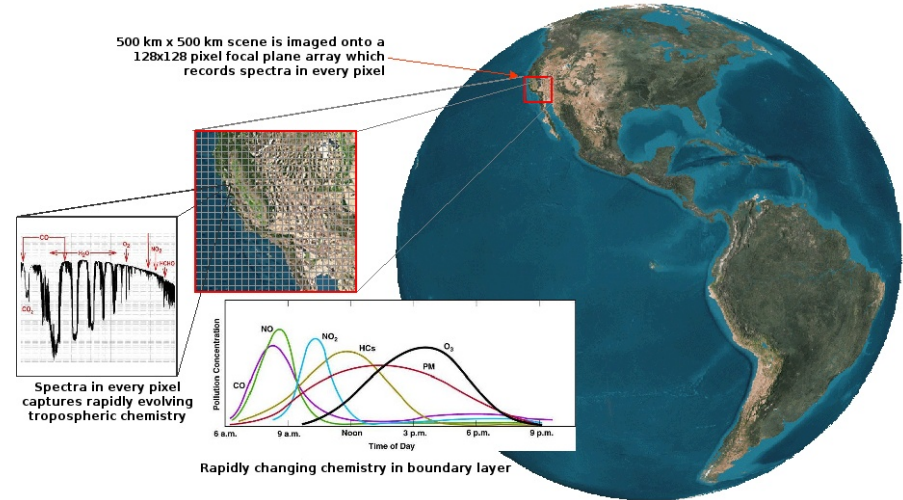 500 km x 500 km scene is imaged onto a
128x128 pixel focal plane array which
records spectra in every pixel
CO
H₂O
O₂
NO₂
HCHO
CO₂
Spectra in every pixel
captures rapidly evolving
tropospheric chemistry
Pollution Concentration
NO
NO₂
HCs
O₃
PM
CO
6 a.m.
9 a.m.
Noon
3 p.m.
6 p.m.
9 p.m.
Time of Day
Rapidly changing chemistry in boundary layer